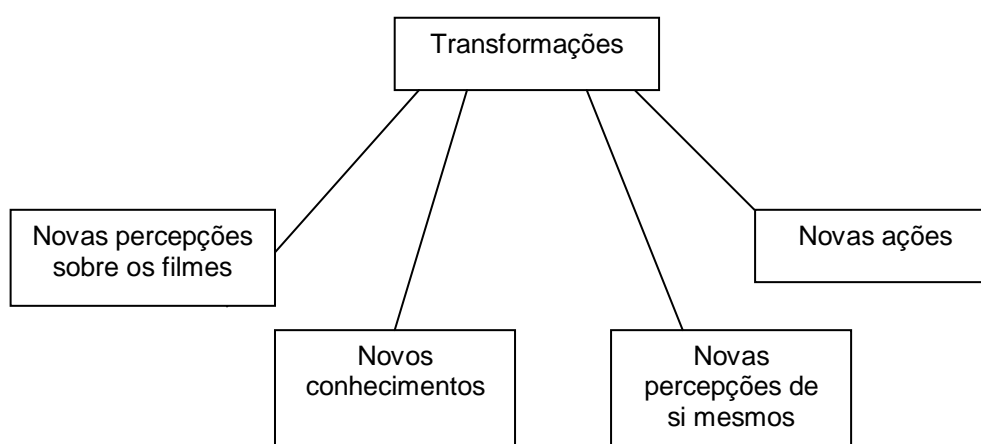 Transformações
Novas percepções
sobre os filmes
Novas ações
Novos
conhecimentos
Novas
percepções de
si mesmos